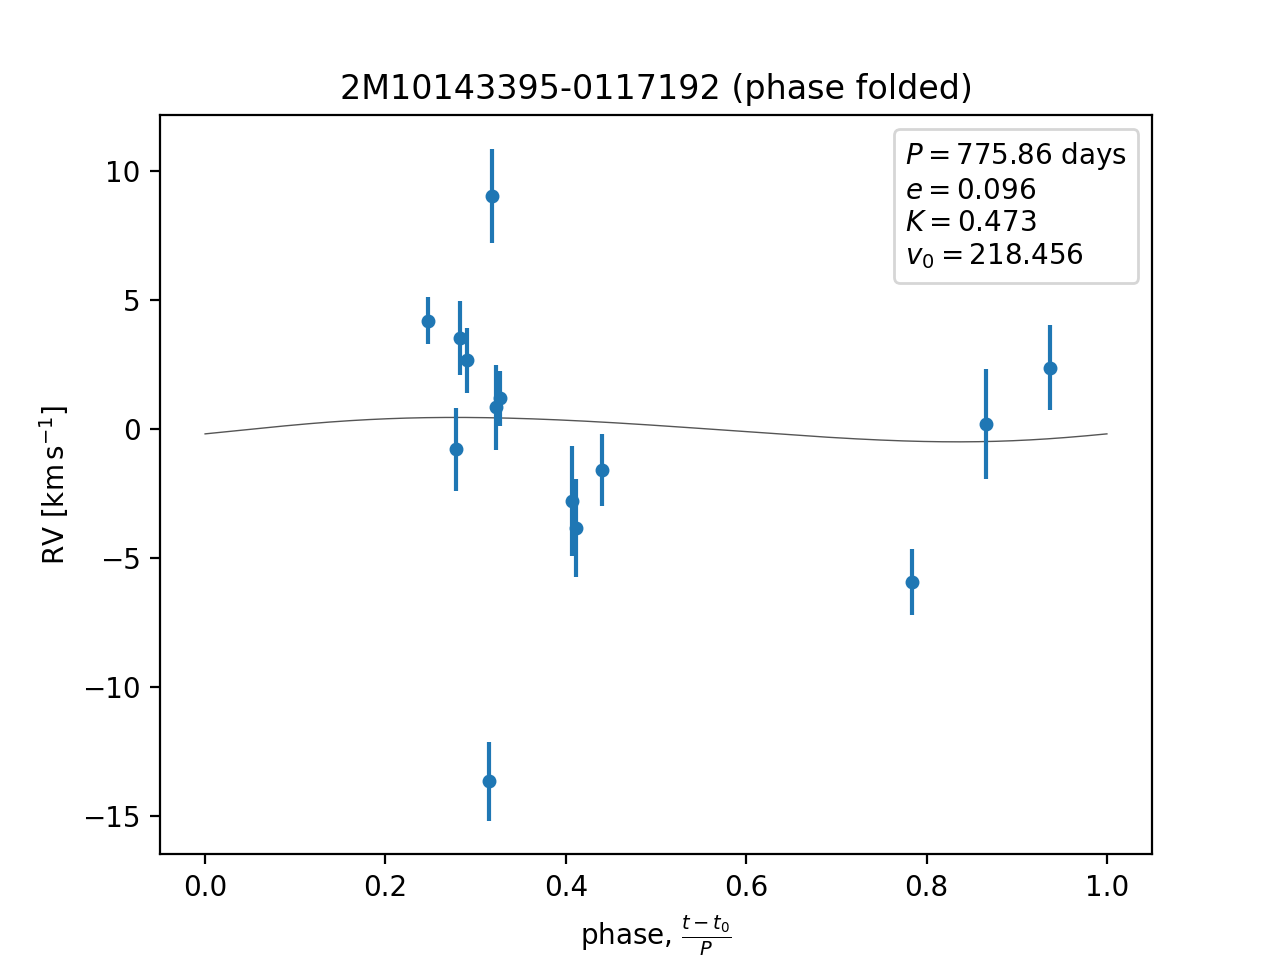 2M10143395-0117192 (phase folded)
P = 775.86 days
e = 0.096
K = 0.473
v₀ = 218.456
RV [km s⁻¹]
10
5
0
−5
−10
−15
0.0 0.2 0.4 0.6 0.8 1.0
phase, (t − t₀)/P